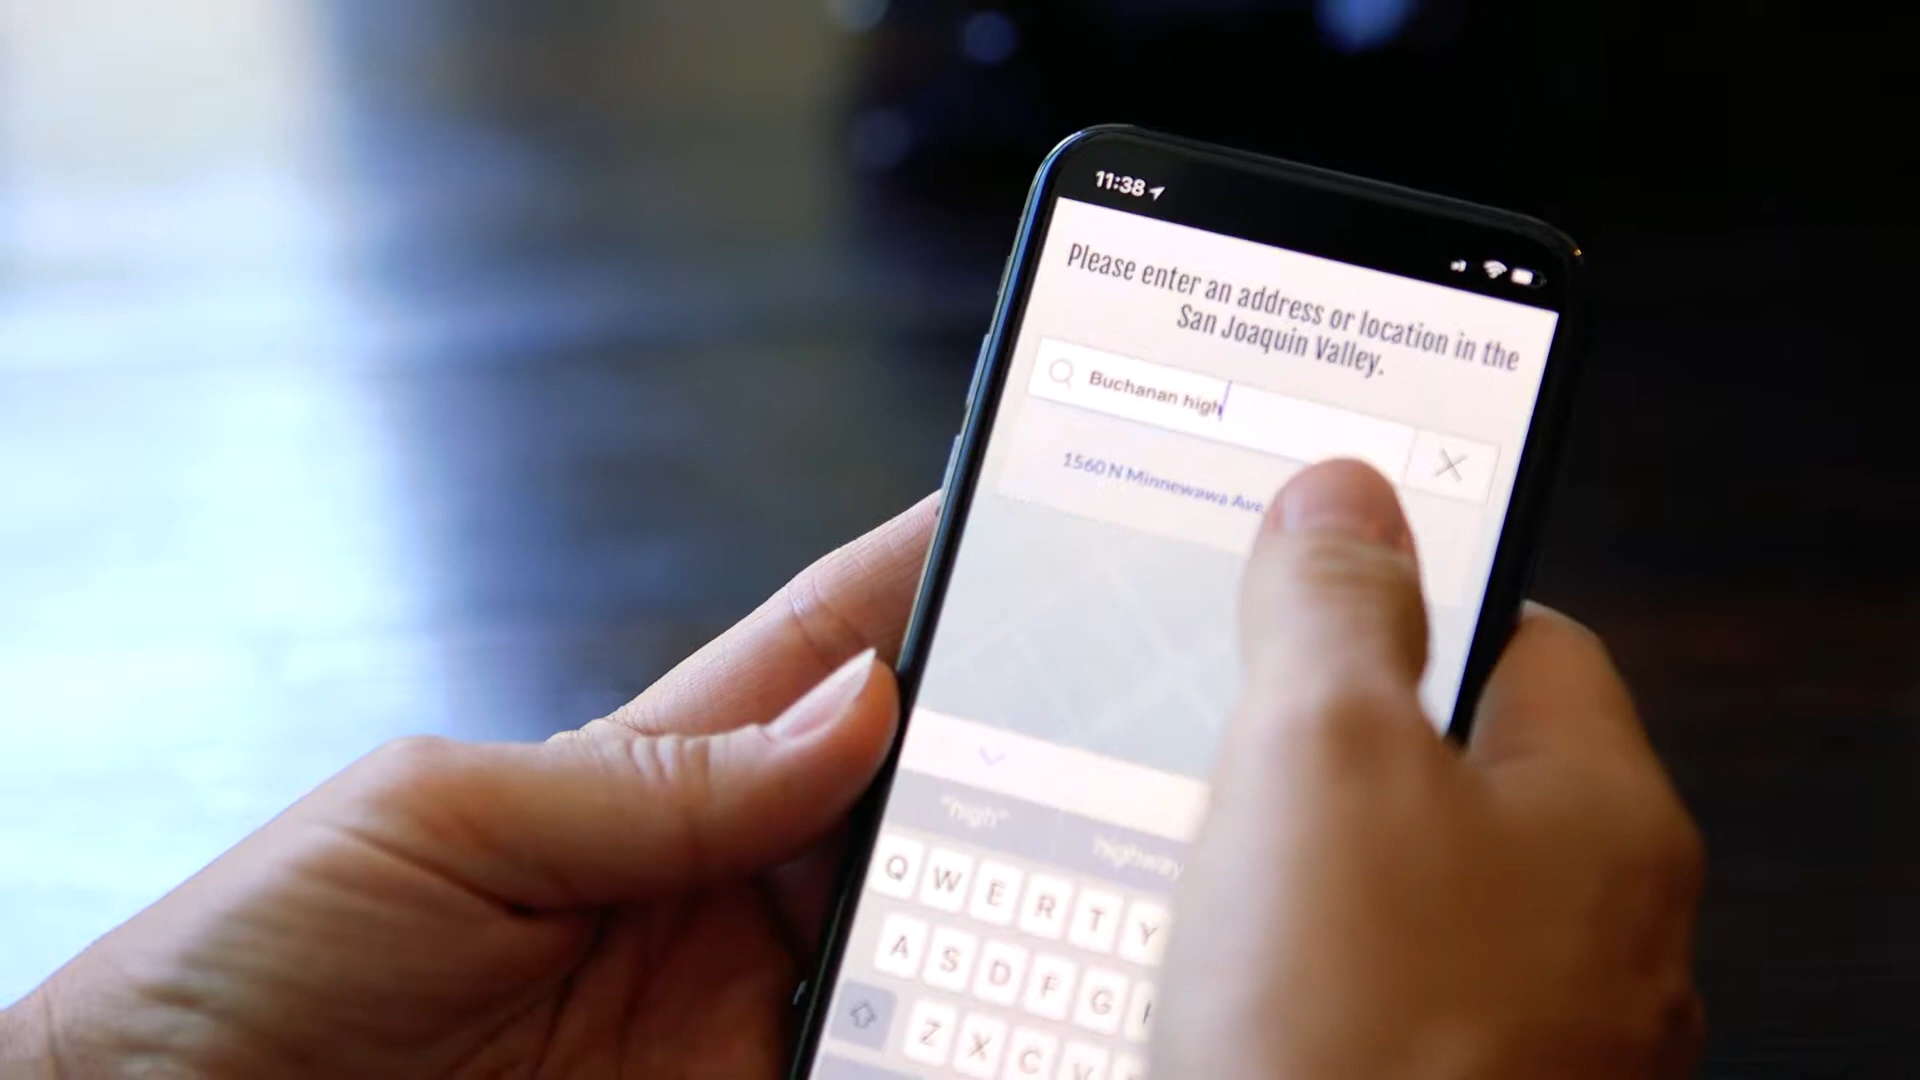 11:38
Please enter an address or location in the
San Joaquin Valley.
Buchanan high
1560 N Minnewawa Ave
"high" highway
Q W E R T Y
A S D F G
Z X C V